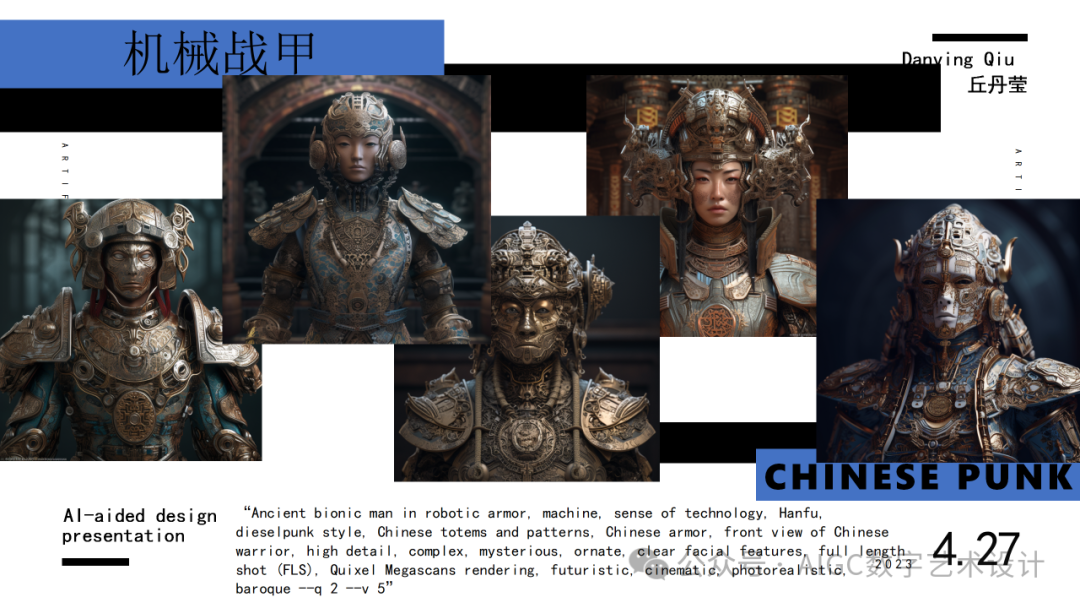 机械战甲
Danying Qiu
丘丹莹
ARTIF
ARTI
CHINESE PUNK
AI-aided design
presentation
“Ancient bionic man in robotic armor, machine, sense of technology, Hanfu,
dieselpunk style, Chinese totems and patterns, Chinese armor, front view of Chinese
warrior, high detail, complex, mysterious, ornate, clear facial features, full length
shot (FLS), Quixel Megascans rendering, futuristic, cinematic, photorealistic,
baroque --q 2 --v 5”
2023
4.27
公众号·AIGC数字艺术设计